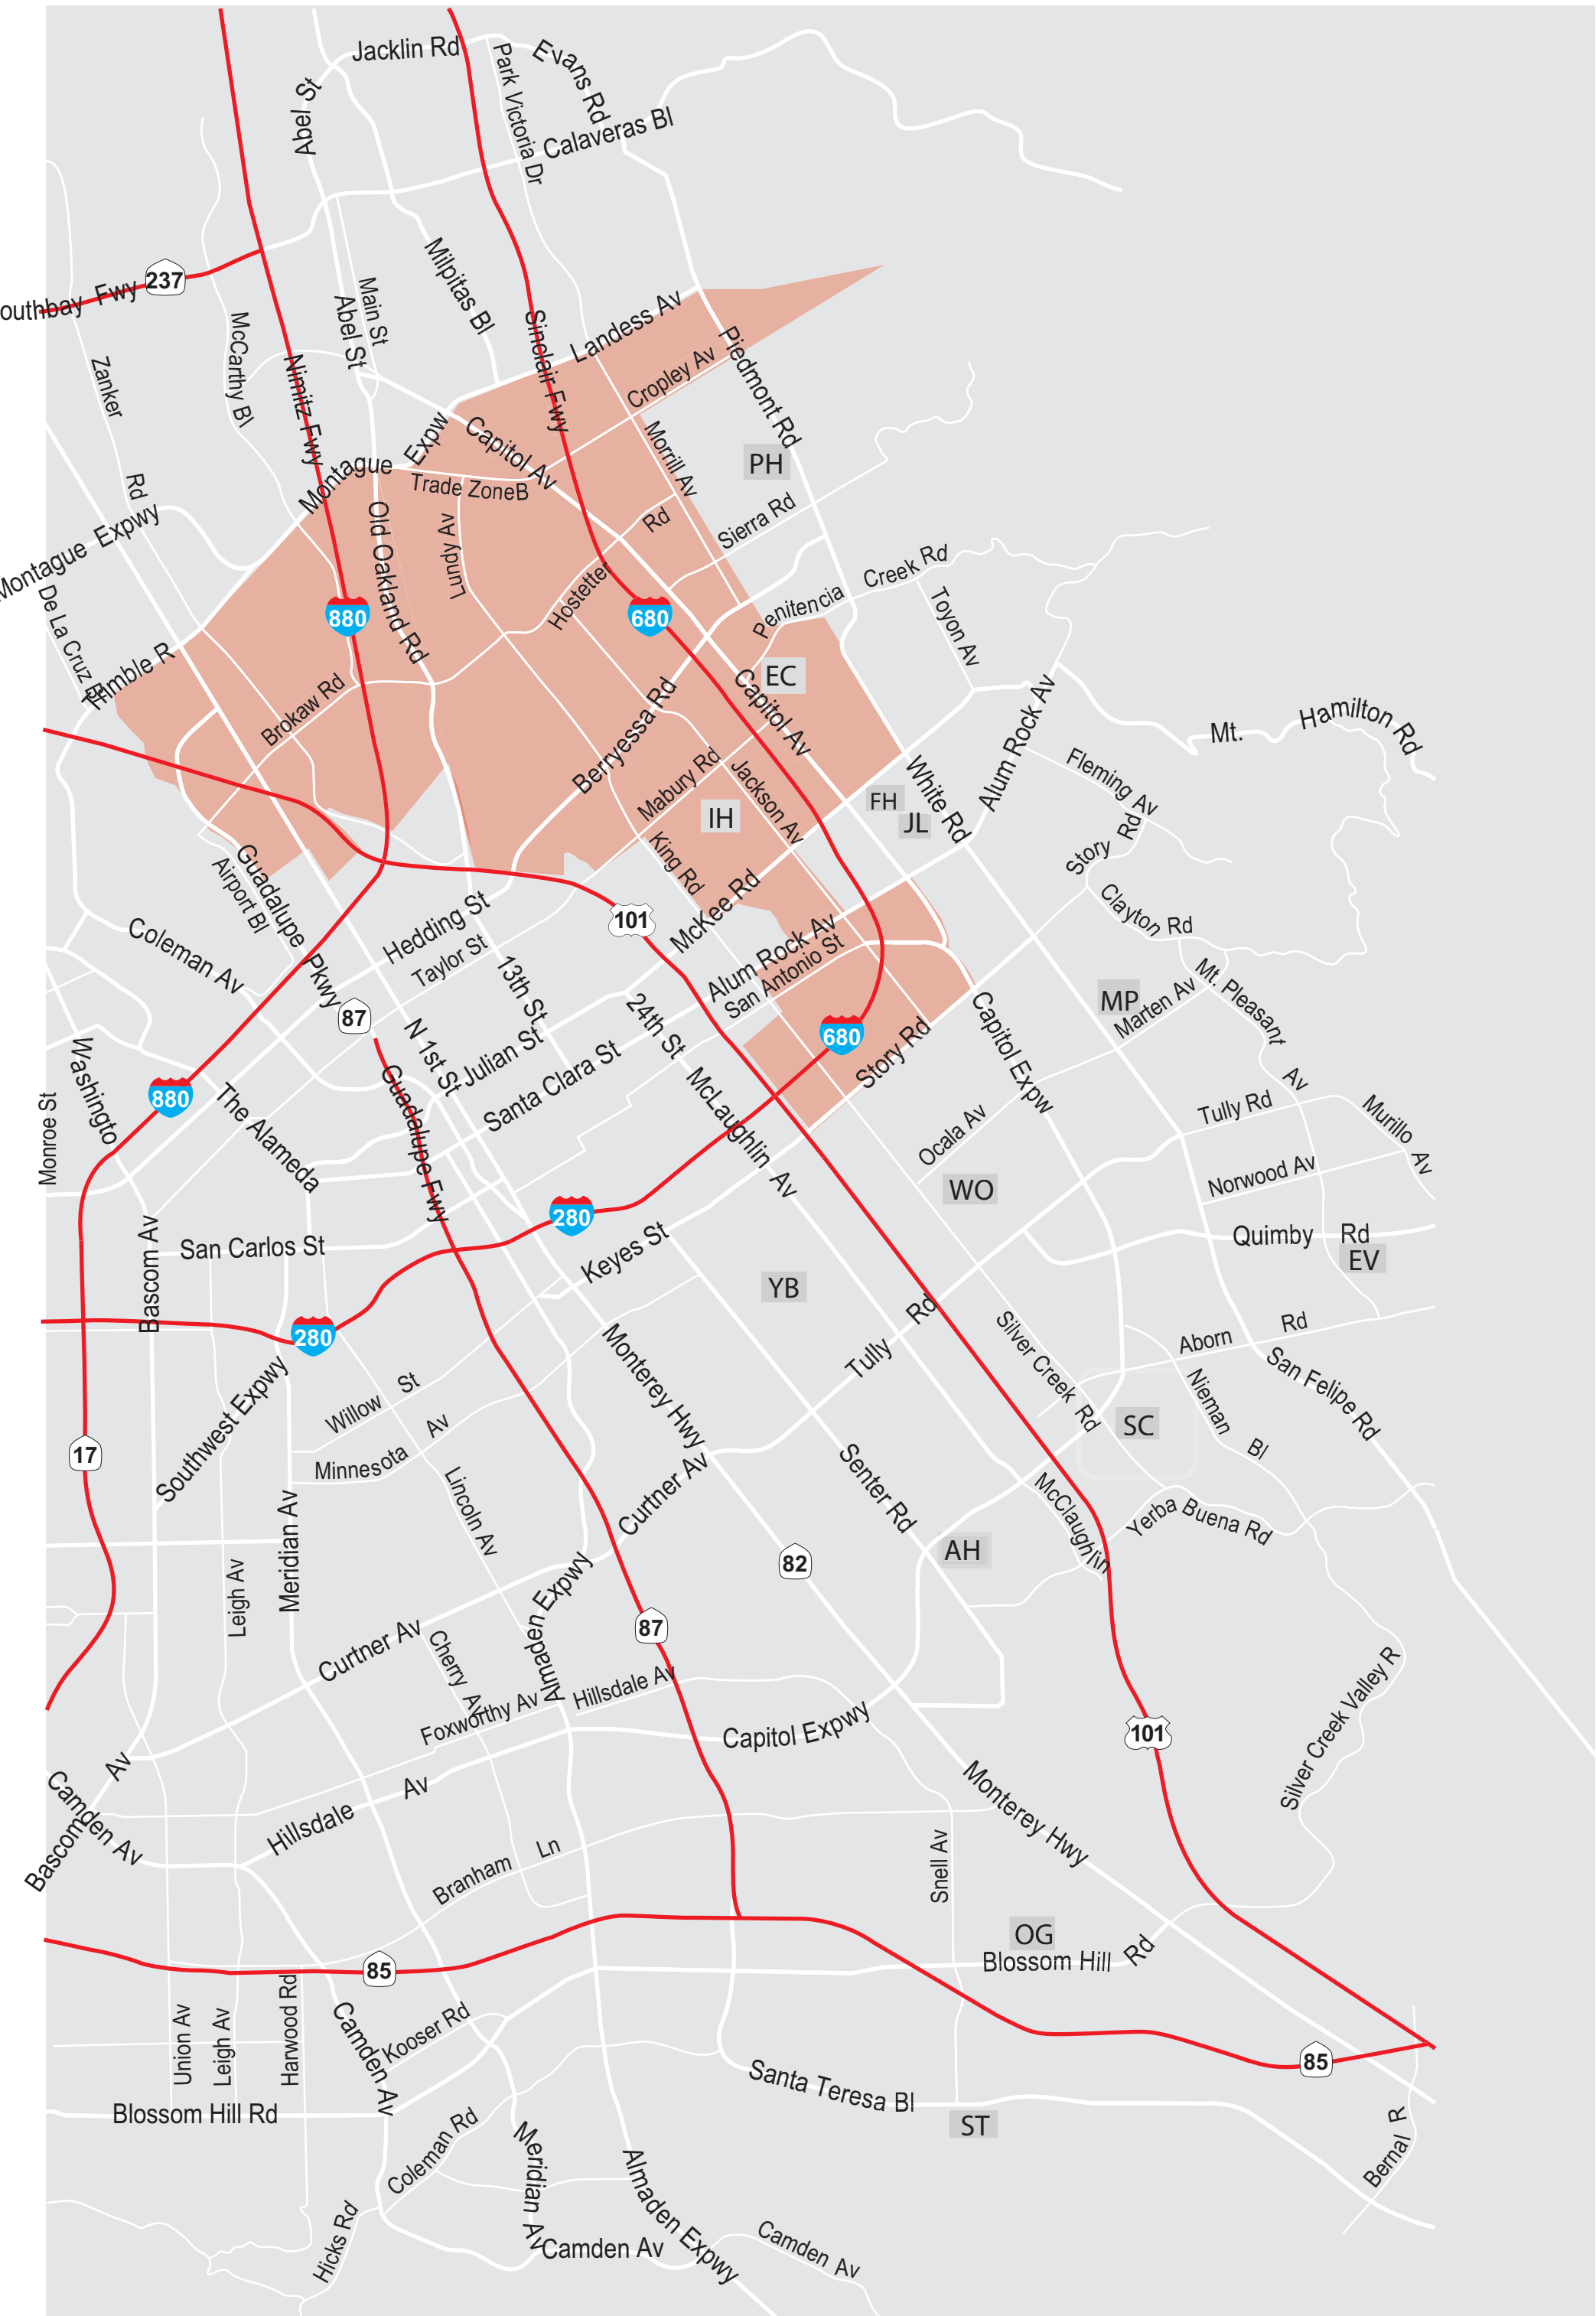 Jacklin Rd
Evans Rd
Park Victoria Dr
Abel St
Calaveras Bl
237
outhbay Fwy
Milpitas Bl
Main St
Abel St
McCarthy Bl
Sinclair Fwy
Landess Av
Piedmont Rd
Cropley Av
Zanker
Rd
Nimitz Fwy
Montague Expw
Capitol Av
Morrill Av
PH
Trade ZoneB
Lundy Av
Old Oakland Rd
Rd
Sierra Rd
Montague Expwy
De La Cruz B
Hostetter
880
680
Penitencia
Creek Rd
Toyon Av
Trimble R
EC
Capitol Av
Brokaw Rd
Berryessa Rd
Alum Rock Av
Mt.
Hamilton Rd
Mabury Rd
Jackson Av
White Rd
Fleming Av
IH
FH
JL
Story Rd
King Rd
McKee Rd
Guadalupe Pkwy
Airport Bl
Clayton Rd
101
Hedding St
Taylor St
Coleman Av
Alum Rock Av
San Antonio St
13th St
24th St
Mt. Pleasant
Av
MP
Marten Av
87
N 1st St
Julian St
Santa Clara St
680
Story Rd
Capitol Expw
Washingto
Monroe St
880
The Alameda
Guadalupe Fwy
McLaughlin Av
Ocala Av
Tully Rd
Murillo Av
WO
Norwood Av
280
Keyes St
San Carlos St
Bascom Av
Quimby Rd
EV
YB
280
Monterey Hwy
Tully Rd
Silver Creek Rd
Aborn Rd
San Felipe Rd
Nieman Bl
SC
Southwest Expwy
Willow St
Minnesota Av
17
Lincoln Av
Curtner Av
Senter Rd
McClaughlin
Yerba Buena Rd
Meridian Av
Leigh Av
82
AH
Almaden Expwy
87
Curtner Av
Cherry Av
Almaden
Foxworthy Av
Hillsdale Av
Capitol Expwy
101
Silver Creek Valley R
Bascom Av
Camden Av
Hillsdale Av
Monterey Hwy
Branham Ln
Snell Av
OG
Blossom Hill Rd
85
Union Av
Leigh Av
Harwood Rd
Camden Av
Kooser Rd
85
Santa Teresa Bl
Blossom Hill Rd
ST
Bernal R
Coleman Rd
Meridian Av
Almaden Expwy
Hicks Rd
Camden Av
Camden Av